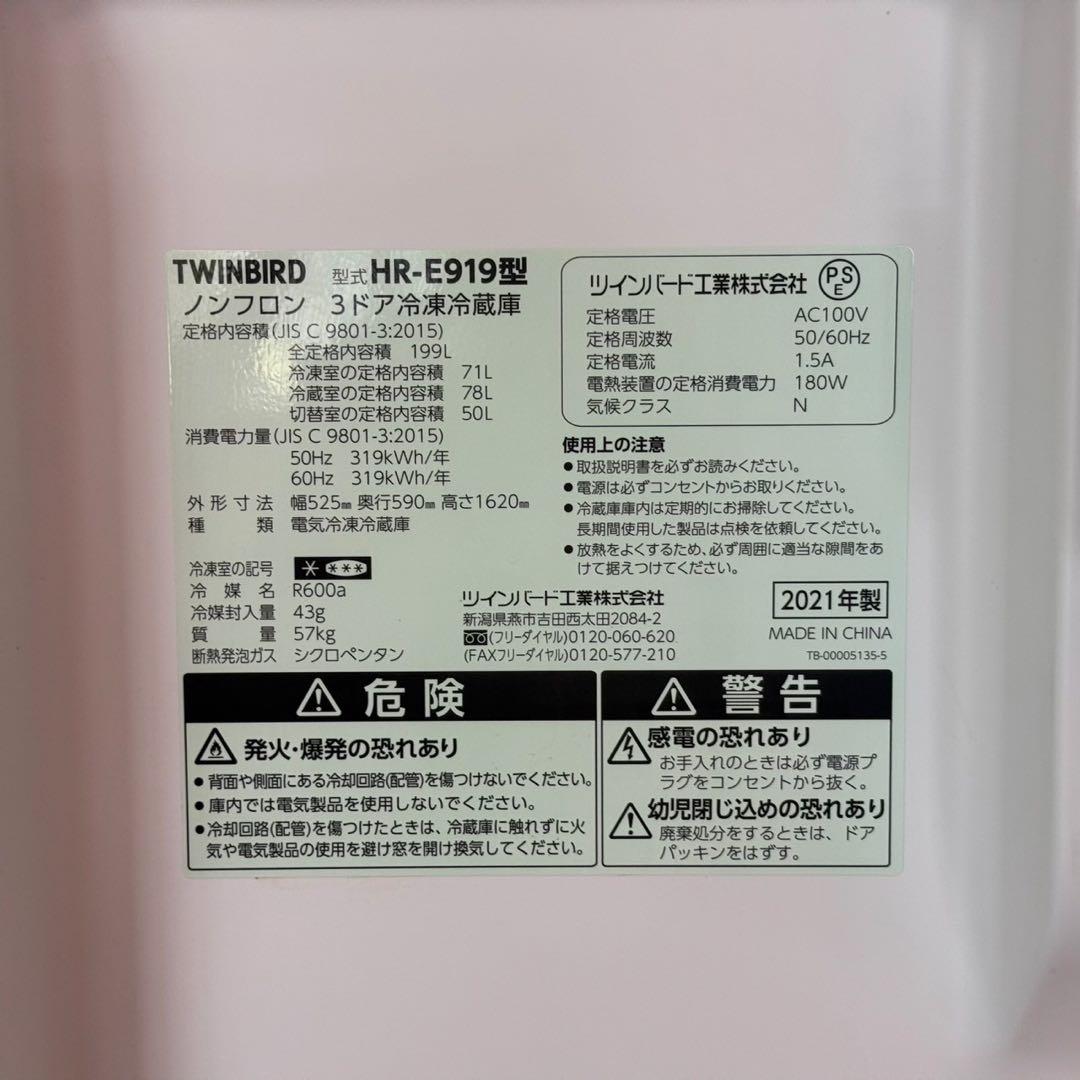 TWINBIRD 型式 HR-E919型
ノンフロン 3ドア冷凍冷蔵庫
定格内容積(JIS C 9801-3:2015)
全定格内容積 199L
冷凍室の定格内容積 71L
冷蔵室の定格内容積 78L
切替室の定格内容積 50L
消費電力量(JIS C 9801-3:2015)
50Hz 319kWh/年
60Hz 319kWh/年
外形寸法 幅525㎜ 奥行590㎜ 高さ1620㎜
種類 電気冷凍冷蔵庫
冷凍室の記号
冷媒名 R600a
冷媒封入量 43g
質量 57kg
断熱発泡ガス シクロペンタン
ツインバード工業株式会社 PSE
定格電圧 AC100V
定格周波数 50/60Hz
定格電流 1.5A
電熱装置の定格消費電力 180W
気候クラス N
使用上の注意
●取扱説明書を必ずお読みください。
●電源は必ずコンセントからお取りください。
●冷蔵庫庫内は定期的にお掃除してください。
長期間使用した製品は点検を依頼してください。
●放熱をよくするため、必ず周囲に適当な隙間をあ
けて据えつけてください。
ツインバード工業株式会社
新潟県燕市吉田西太田2084-2
(フリーダイヤル)0120-060-620
(FAXフリーダイヤル)0120-577-210
2021年製
MADE IN CHINA
TB-00005135-5
⚠ 危険
発火・爆発の恐れあり
●背面や側面にある冷却回路(配管)を傷つけないでください。
●庫内では電気製品を使用しないでください。
●冷却回路(配管)を傷つけたときは、冷蔵庫に触れずに火
気や電気製品の使用を避け窓を開け換気してください。
⚠ 警告
感電の恐れあり
お手入れのときは必ず電源プ
ラグをコンセントから抜く。
幼児閉じ込めの恐れあり
廃棄処分をするときは、ドア
パッキンをはずす。